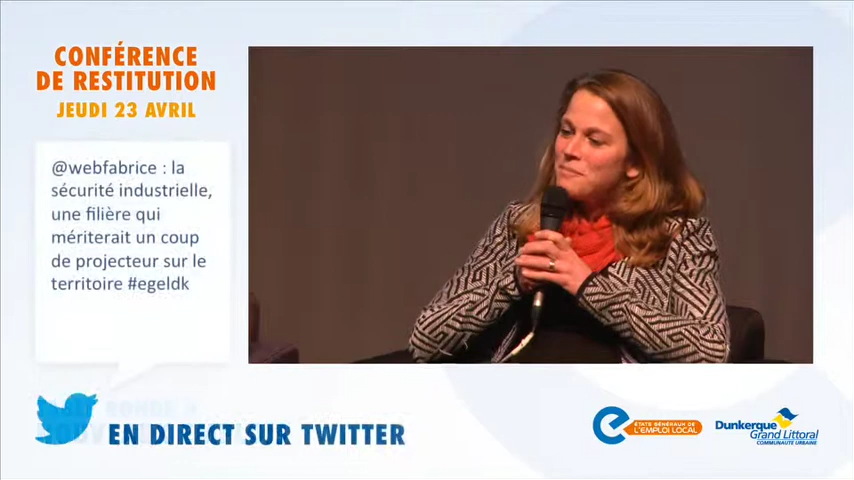 CONFÉRENCE
DE RESTITUTION
JEUDI 23 AVRIL
@webfabrice : la
sécurité industrielle,
une filière qui
mériterait un coup
de projecteur sur le
territoire #egeldk
EN DIRECT SUR TWITTER
ÉTATS GÉNÉRAUX DE
L'EMPLOI LOCAL
Dunkerque
Grand Littoral
COMMUNAUTÉ URBAINE